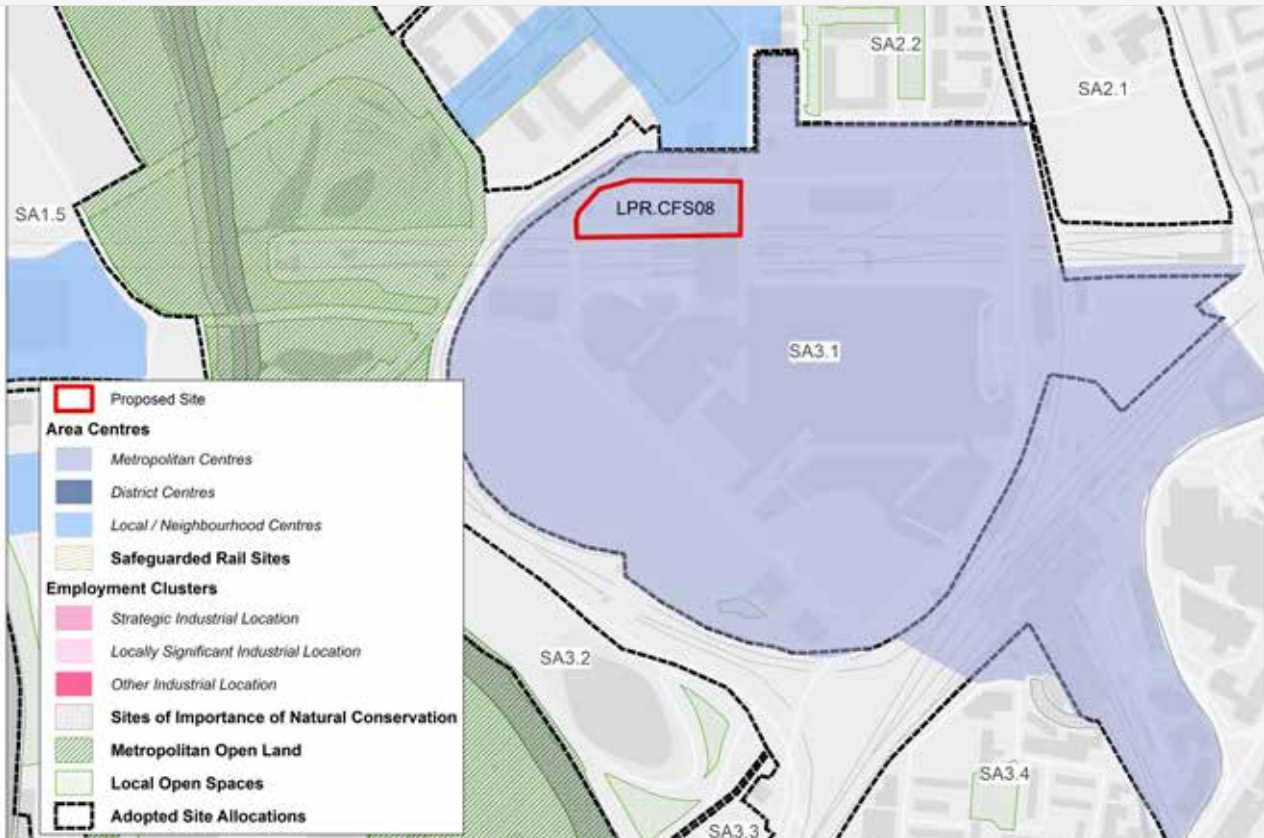 SA2.2
SA2.1
LPR.CFS08
SA1.5
SA3.1
Proposed Site
Area Centres
Metropolitan Centres
District Centres
Local / Neighbourhood Centres
Safeguarded Rail Sites
Employment Clusters
Strategic Industrial Location
Locally Significant Industrial Location
Other Industrial Location
Sites of Importance of Natural Conservation
Metropolitan Open Land
Local Open Spaces
Adopted Site Allocations
SA3.2
SA3.4
SA3.3